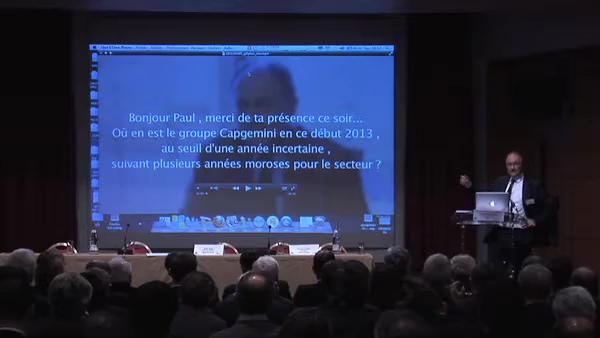 Bonjour Paul , merci de ta présence ce soir...
Où en est le groupe Capgemini en ce début 2013 ,
au seuil d'une année incertaine ,
suivant plusieurs années moroses pour le secteur ?